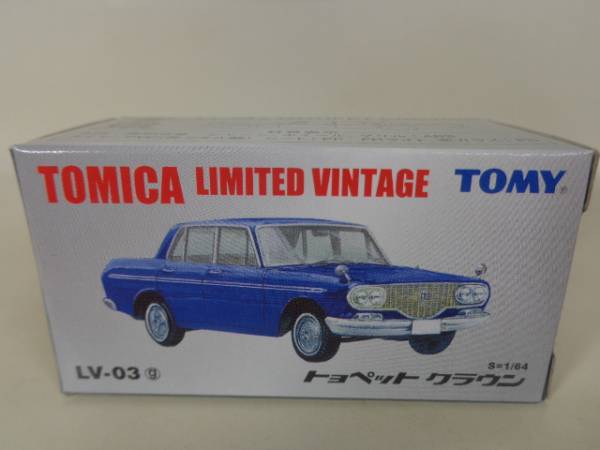 TOMICA LIMITED VINTAGE TOMY®
S=1/64
LV-03 ⓖ トヨペット クラウン